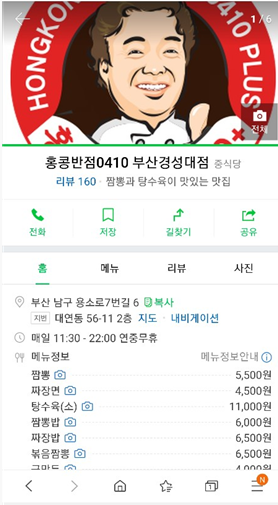 HONGKONG
0410 PLUS
1/6
전체
홍콩반점0410 부산경성대점 중식당
리뷰 160 · 짬뽕과 탕수육이 맛있는 맛집
전화
저장
길찾기
공유
홈
메뉴
리뷰
사진
부산 남구 용소로7번길 6 복사
지번 대연동 56-11 2층 지도 · 내비게이션
매일 11:30 - 22:00 연중무휴
메뉴정보 메뉴정보안내
짬뽕 5,500원
짜장면 4,500원
탕수육(소) 11,000원
짬뽕밥 6,000원
짜장밥 6,500원
볶음짬뽕 6,500원
군만두 4,000원
1
N